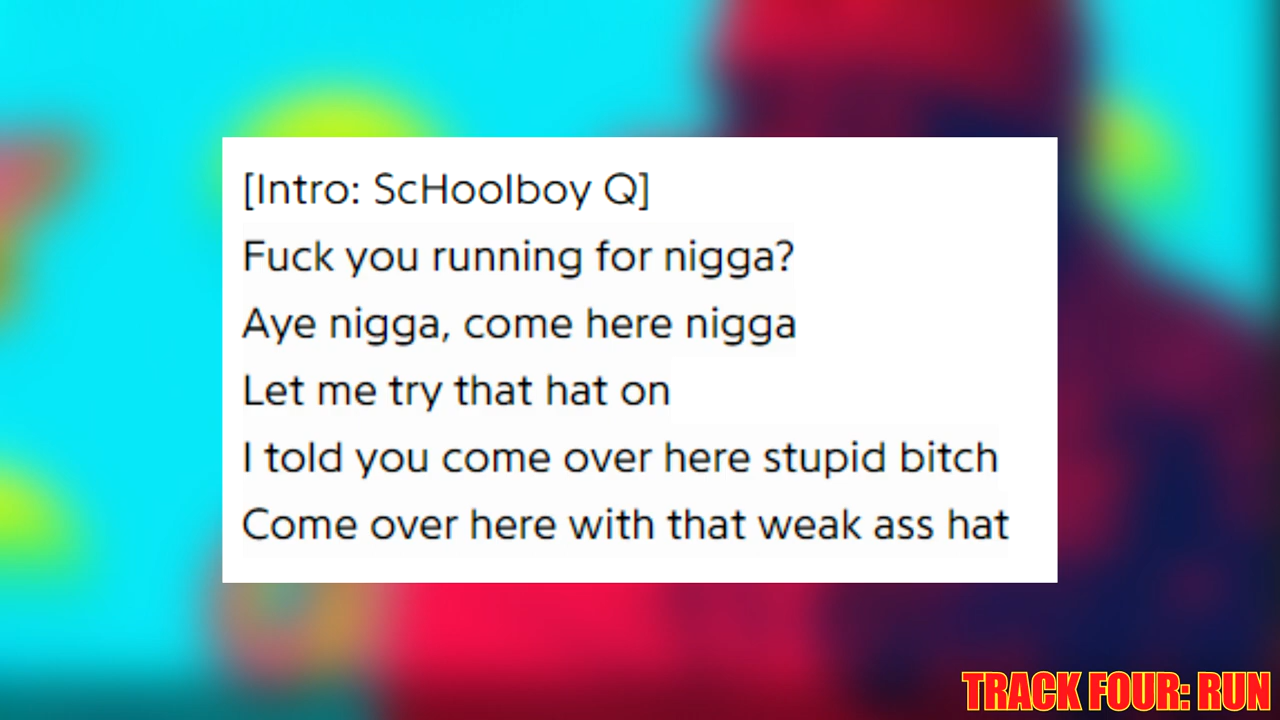 [Intro: ScHoolboy Q]
Fuck you running for nigga?
Aye nigga, come here nigga
Let me try that hat on
I told you come over here stupid bitch
Come over here with that weak ass hat
TRACK FOUR: RUN